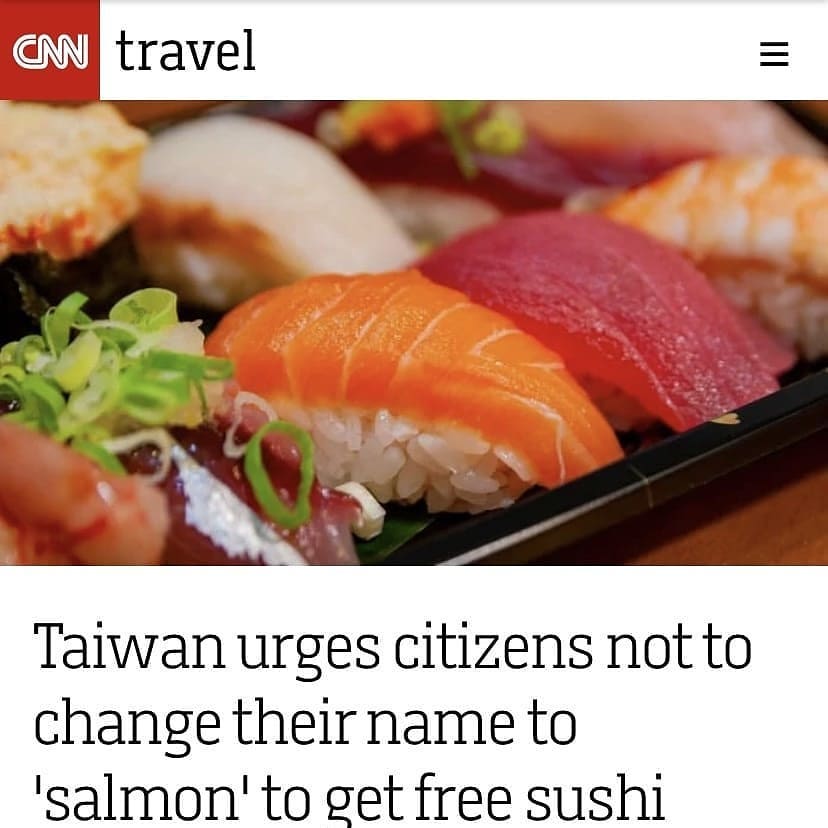 CNN travel
Taiwan urges citizens not to
change their name to
'salmon' to get free sushi